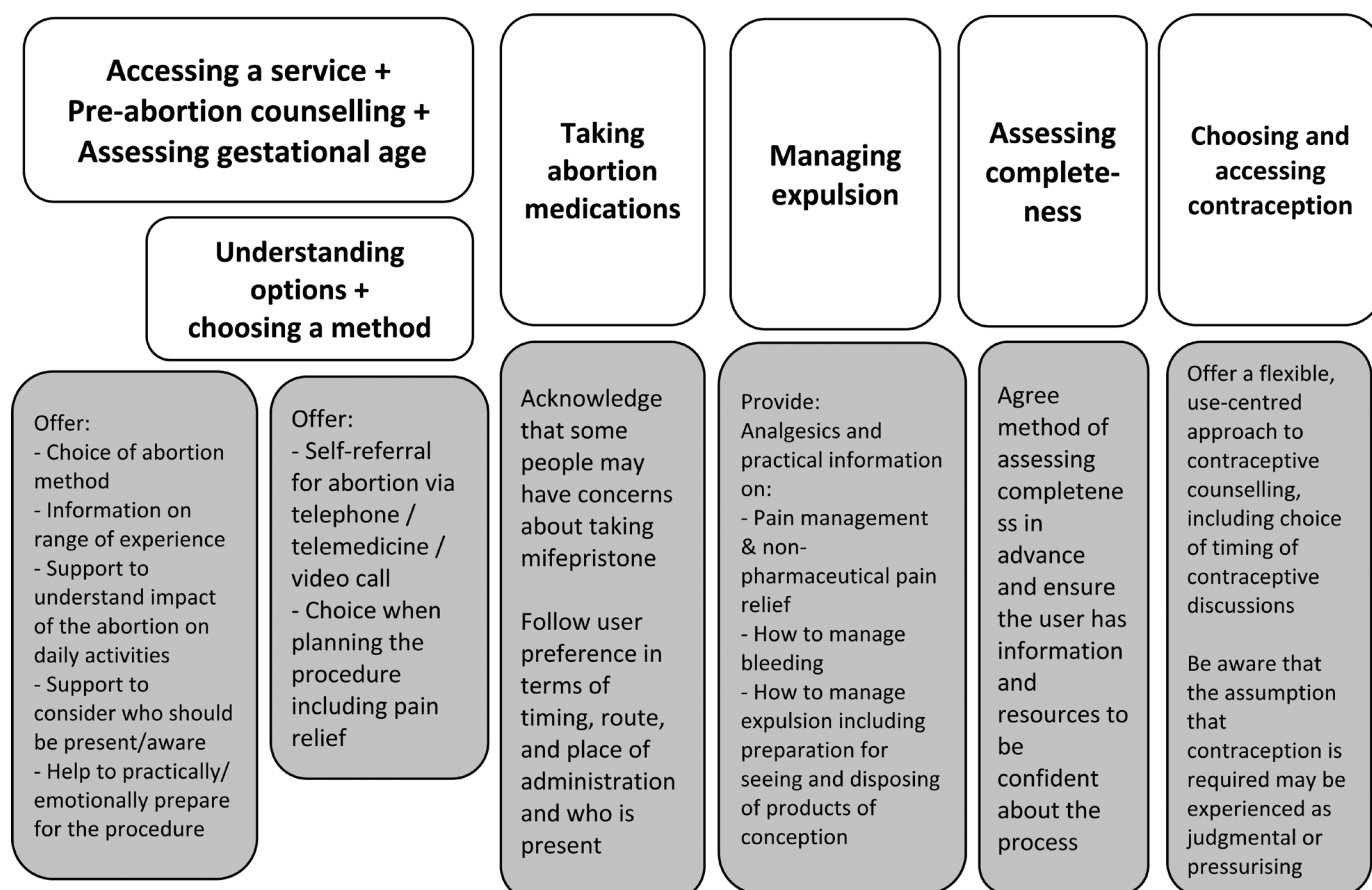 Accessing a service +
Pre-abortion counselling +
Assessing gestational age
Understanding
options +
choosing a method
Taking
abortion
medications
Managing
expulsion
Assessing
complete-
ness
Choosing and
accessing
contraception
Offer:
- Choice of abortion
method
- Information on
range of experience
- Support to
understand impact
of the abortion on
daily activities
- Support to
consider who should
be present/aware
- Help to practically/
emotionally prepare
for the procedure
Offer:
- Self-referral
for abortion via
telephone /
telemedicine /
video call
- Choice when
planning the
procedure
including pain
relief
Acknowledge
that some
people may
have concerns
about taking
mifepristone
Follow user
preference in
terms of
timing, route,
and place of
administration
and who is
present
Provide:
Analgesics and
practical information
on:
- Pain management
& non-
pharmaceutical pain
relief
- How to manage
bleeding
- How to manage
expulsion including
preparation for
seeing and disposing
of products of
conception
Agree
method of
assessing
completene
ss in
advance
and ensure
the user has
information
and
resources to
be
confident
about the
process
Offer a flexible,
use-centred
approach to
contraceptive
counselling,
including choice
of timing of
contraceptive
discussions
Be aware that
the assumption
that
contraception is
required may be
experienced as
judgmental or
pressurising